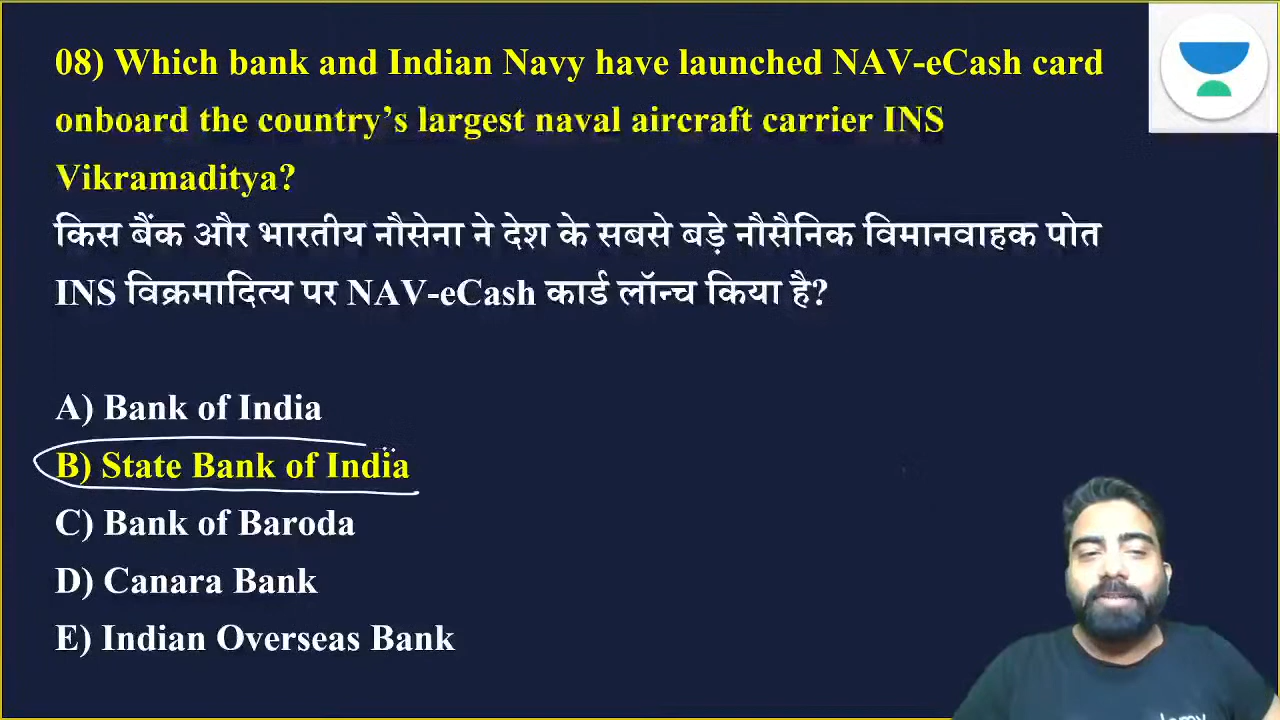 08) Which bank and Indian Navy have launched NAV-eCash card
onboard the country’s largest naval aircraft carrier INS
Vikramaditya?
किस बैंक और भारतीय नौसेना ने देश के सबसे बड़े नौसैनिक विमानवाहक पोत
INS विक्रमादित्य पर NAV-eCash कार्ड लॉन्च किया है?
A) Bank of India
B) State Bank of India
C) Bank of Baroda
D) Canara Bank
E) Indian Overseas Bank